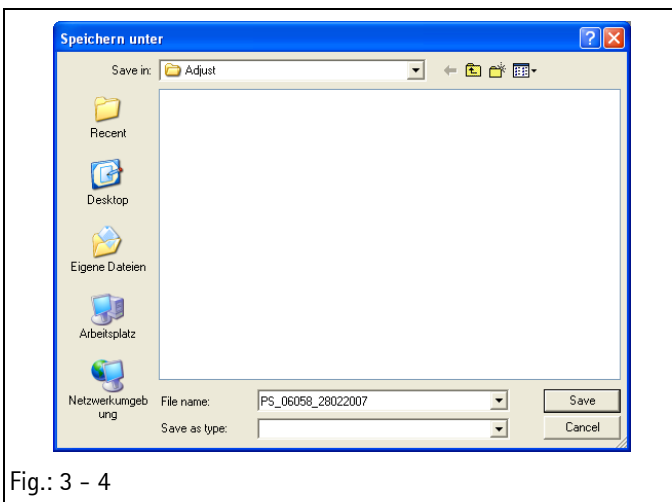 Speichern unter
Save in: Adjust
Recent
Desktop
Eigene Dateien
Arbeitsplatz
Netzwerkumgeb
ung
File name: PS_06058_28022007 Save
Save as type: Cancel
Fig.: 3 – 4